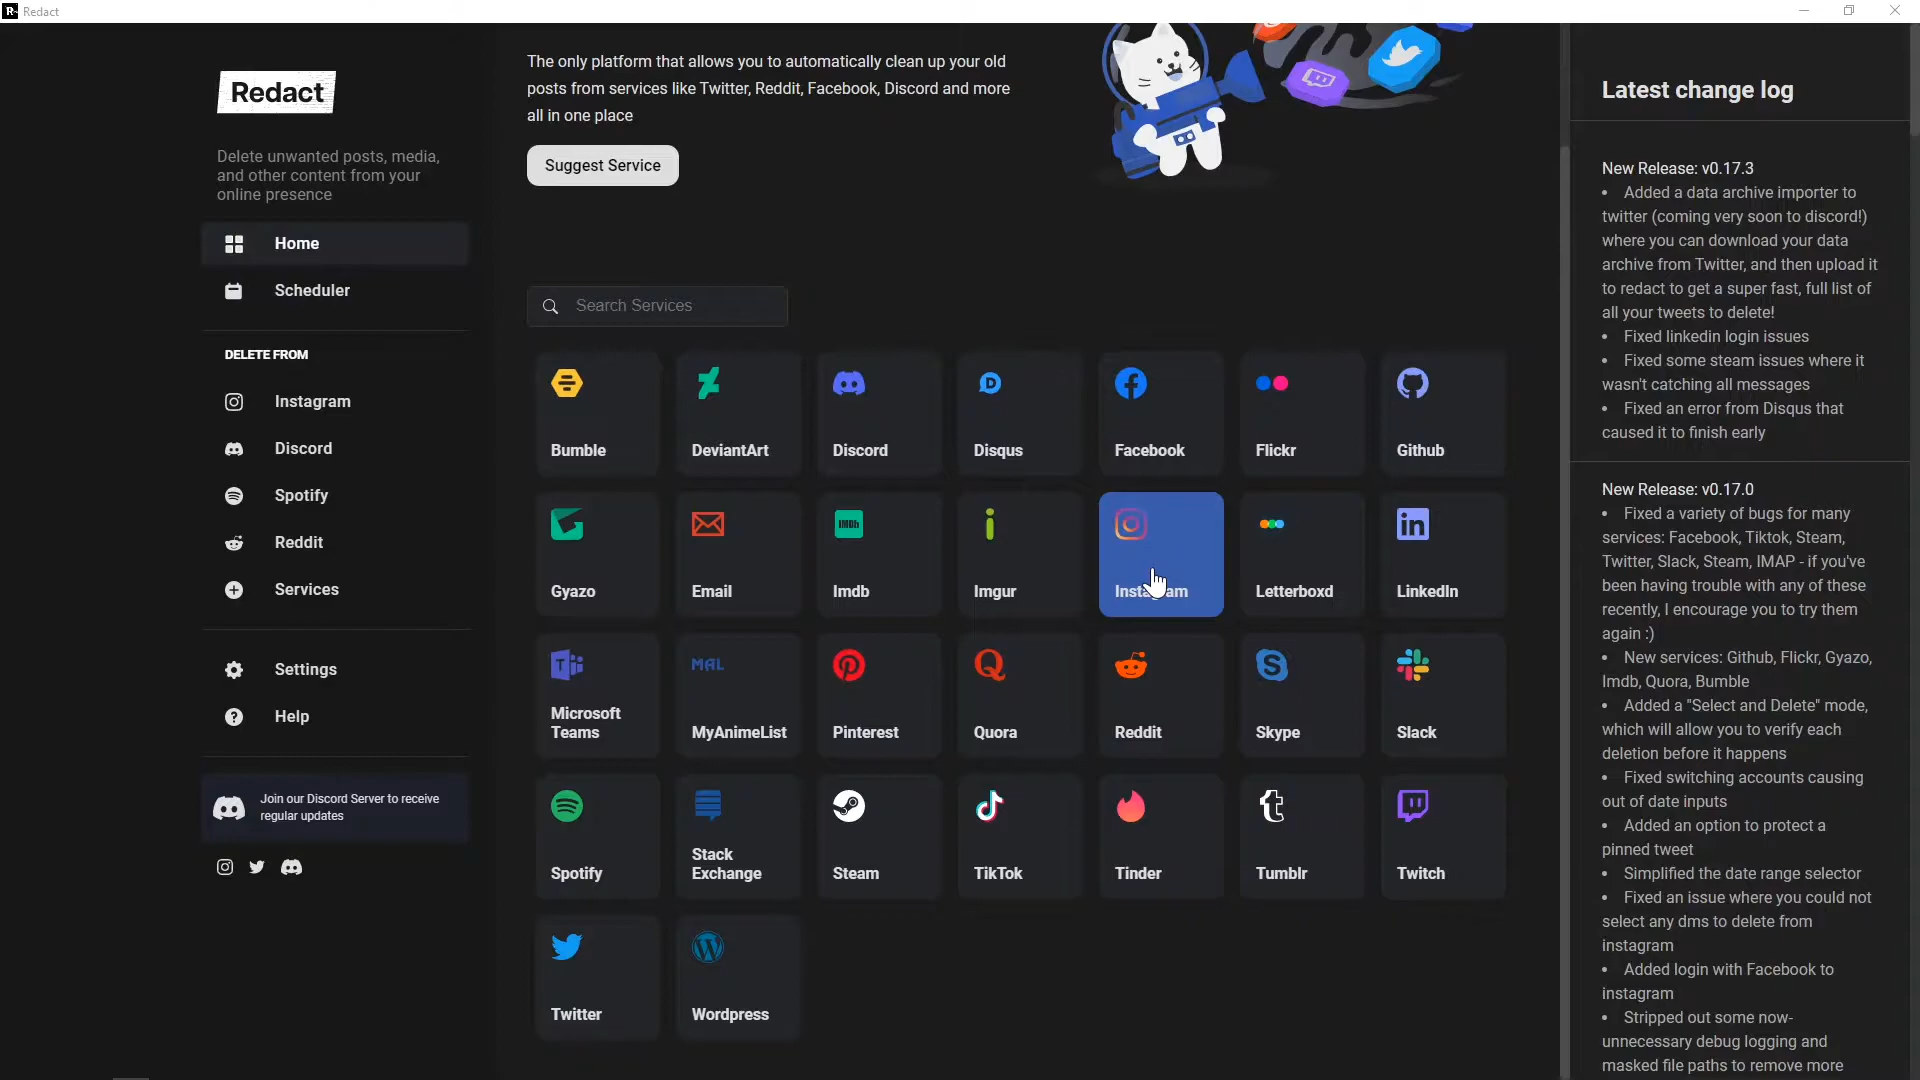 Redact
Redact
Delete unwanted posts, media,
and other content from your
online presence
Home
Scheduler
DELETE FROM
Instagram
Discord
Spotify
Reddit
Services
Settings
Help
Join our Discord Server to receive
regular updates
The only platform that allows you to automatically clean up your old
posts from services like Twitter, Reddit, Facebook, Discord and more
all in one place
Suggest Service
Search Services
Bumble
DeviantArt
Discord
Disqus
Facebook
Flickr
Github
Gyazo
Email
IMDb
Imdb
Imgur
Instagram
Letterboxd
in
LinkedIn
Microsoft
Teams
MAL
MyAnimeList
Pinterest
Quora
Reddit
Skype
Slack
Spotify
Stack
Exchange
Steam
TikTok
Tinder
Tumblr
Twitch
Twitter
Wordpress
Latest change log
New Release: v0.17.3
• Added a data archive importer to
twitter (coming very soon to discord!)
where you can download your data
archive from Twitter, and then upload it
to redact to get a super fast, full list of
all your tweets to delete!
• Fixed linkedin login issues
• Fixed some steam issues where it
wasn't catching all messages
• Fixed an error from Disqus that
caused it to finish early
New Release: v0.17.0
• Fixed a variety of bugs for many
services: Facebook, Tiktok, Steam,
Twitter, Slack, Steam, IMAP - if you've
been having trouble with any of these
recently, I encourage you to try them
again :)
• New services: Github, Flickr, Gyazo,
Imdb, Quora, Bumble
• Added a "Select and Delete" mode,
which will allow you to verify each
deletion before it happens
• Fixed switching accounts causing
out of date inputs
• Added an option to protect a
pinned tweet
• Simplified the date range selector
• Fixed an issue where you could not
select any dms to delete from
instagram
• Added login with Facebook to
instagram
• Stripped out some now-
unnecessary debug logging and
masked file paths to remove more